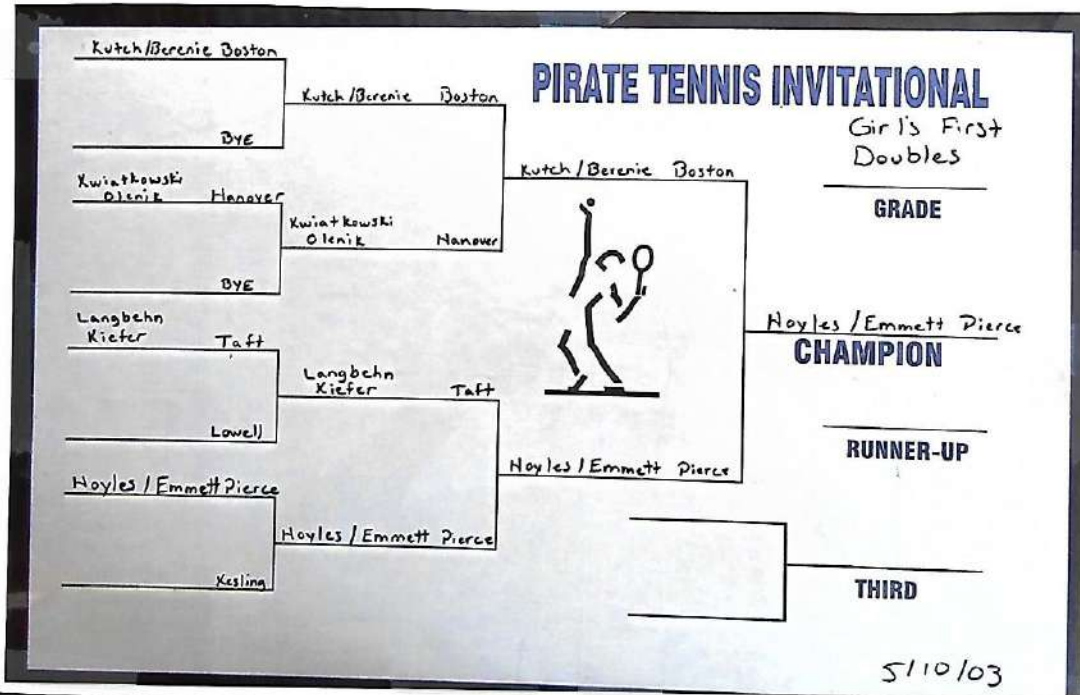 Kutch/Berenie Boston
BYE
Kwiatkowski
Olenik Hanover
BYE
Langbehn
Kiefer Taft
Lowell
Hoyles/Emmett Pierce
Kesling
Kutch/Berenie Boston
Kwiatkowski
Olenik Hanover
Langbehn
Kiefer Taft
Hoyles/Emmett Pierce
Kutch/Berenie Boston
Hoyles/Emmett Pierce
PIRATE TENNIS INVITATIONAL
Girl's First
Doubles
GRADE
Hoyles/Emmett Pierce
CHAMPION
RUNNER-UP
THIRD
5/10/03